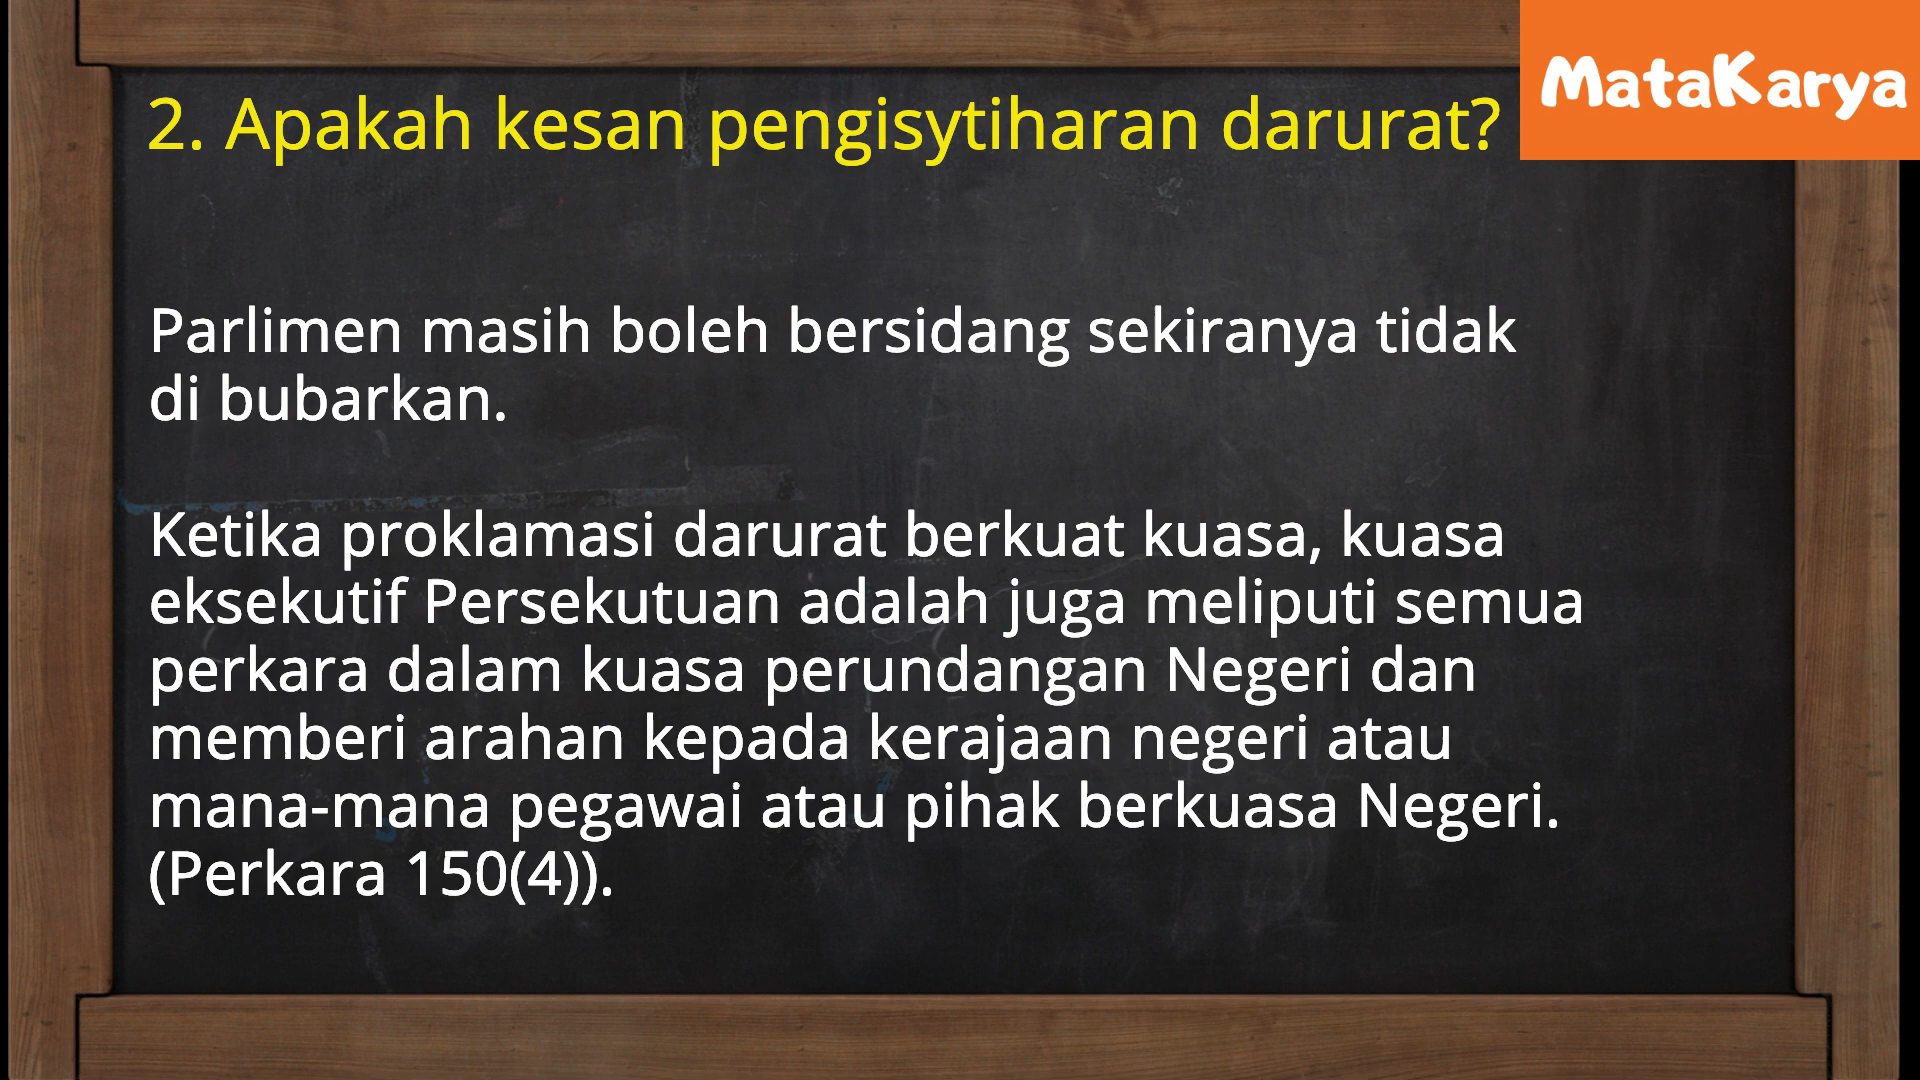 MataKarya
2. Apakah kesan pengisytiharan darurat?
Parlimen masih boleh bersidang sekiranya tidak
di bubarkan.
Ketika proklamasi darurat berkuat kuasa, kuasa
eksekutif Persekutuan adalah juga meliputi semua
perkara dalam kuasa perundangan Negeri dan
memberi arahan kepada kerajaan negeri atau
mana-mana pegawai atau pihak berkuasa Negeri.
(Perkara 150(4)).